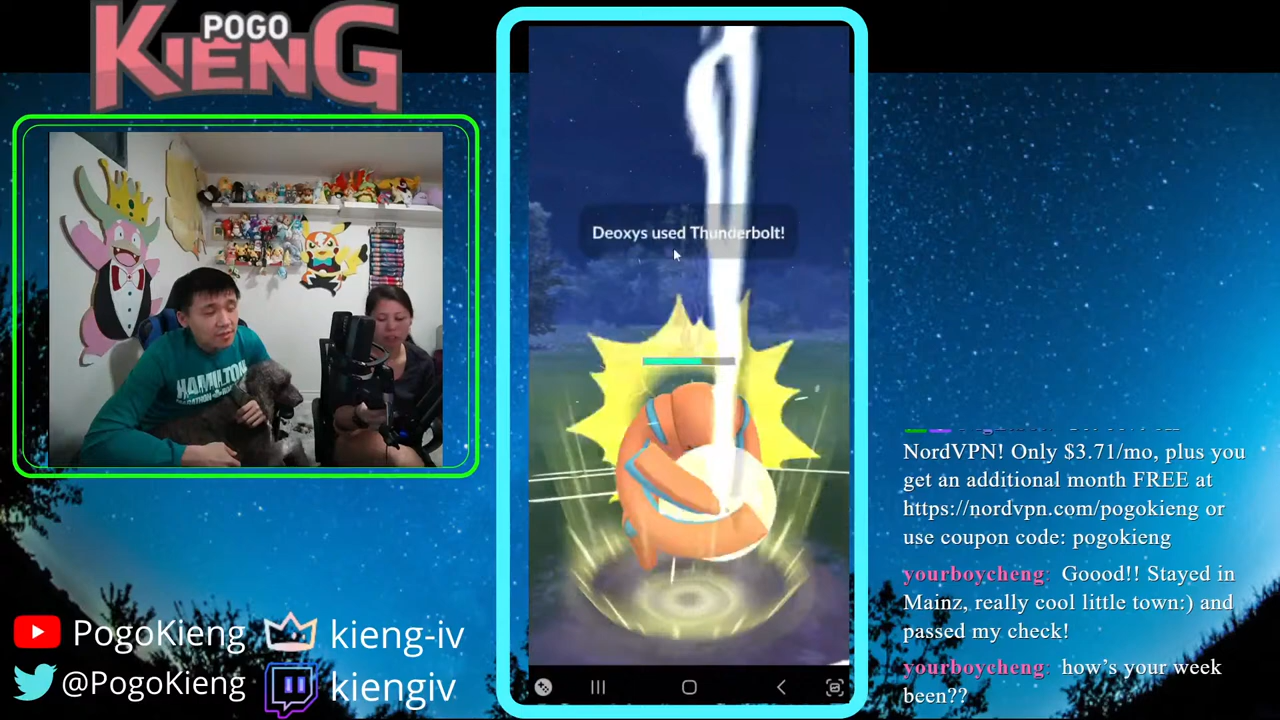 POGO
KIENG
HAMILTON
Deoxys used Thunderbolt!
NordVPN! Only $3.71/mo, plus you
get an additional month FREE at
https://nordvpn.com/pogokieng or
use coupon code: pogokieng
yourboycheng: Goood!! Stayed in
Mainz, really cool little town:) and
passed my check!
yourboycheng: how's your week
been??
PogoKieng
kieng-iv
@PogoKieng
kiengiv